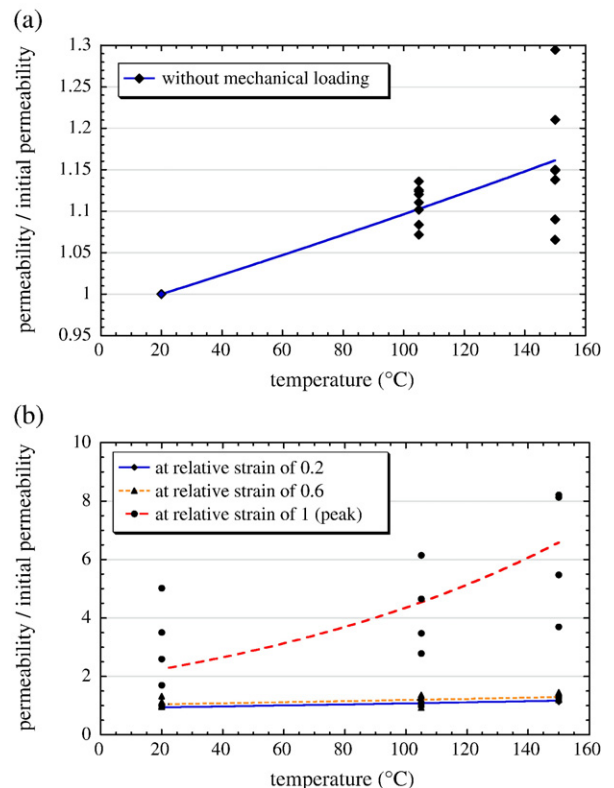 (a)
permeability / initial permeability
1.3
1.25
1.2
1.15
1.1
1.05
1
0.95
without mechanical loading
0 20 40 60 80 100 120 140 160
temperature (°C)
(b)
permeability / initial permeability
10
8
6
4
2
0
at relative strain of 0.2
at relative strain of 0.6
at relative strain of 1 (peak)
0 20 40 60 80 100 120 140 160
temperature (°C)